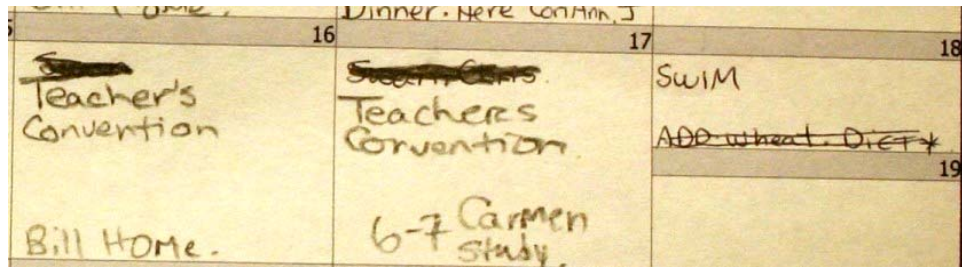 Dinner. Here
16
Teacher's
Convention
Bill Home.
17
Teachers
Convention
6-7 Carmen
Study.
18
SWIM
ADD wheat. DIET*
19